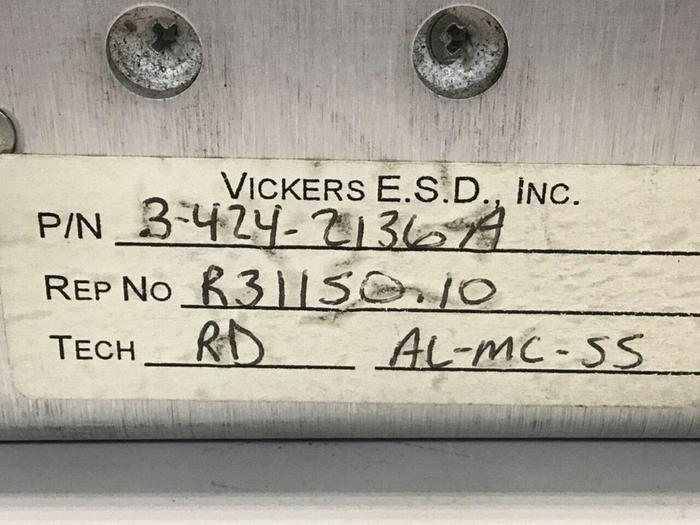 VICKERS E.S.D., INC.
P/N 3-424-2136A
REP NO R31150.10
TECH RD AL-MC-SS